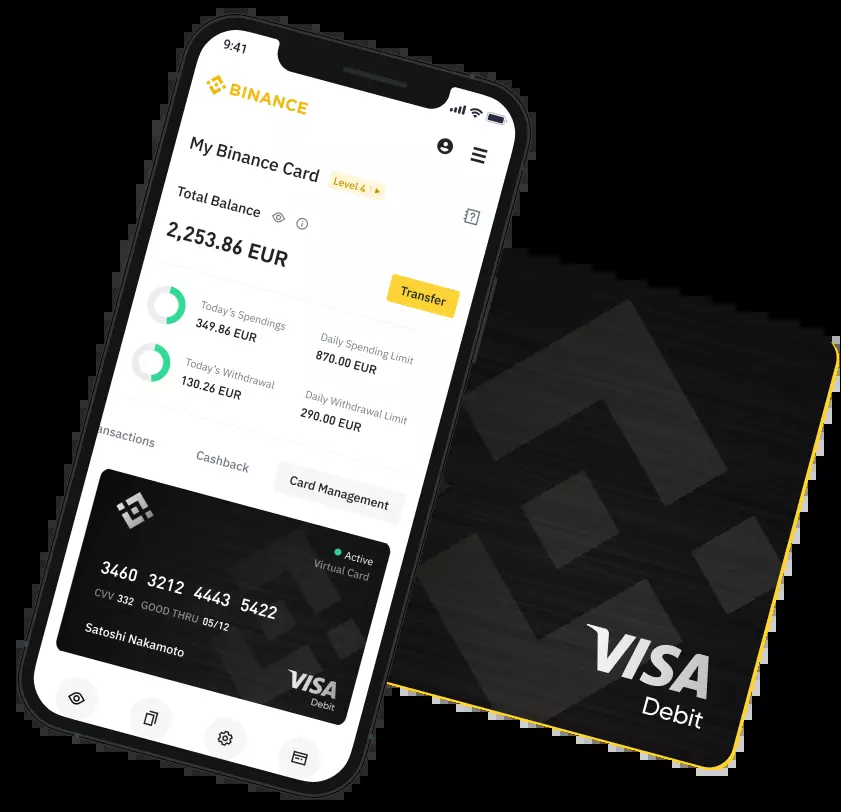 9:41
BINANCE
My Binance Card Level 4
Total Balance
2,253.86 EUR
Transfer
Today's Spendings
349.86 EUR
Daily Spending Limit
870.00 EUR
Today's Withdrawal
130.26 EUR
Daily Withdrawal Limit
290.00 EUR
ansactions Cashback Card Management
Active
Virtual Card
3460 3212 4443 5422
CVV 332 GOOD THRU 05/12
Satoshi Nakamoto
VISA
Debit
VISA
Debit